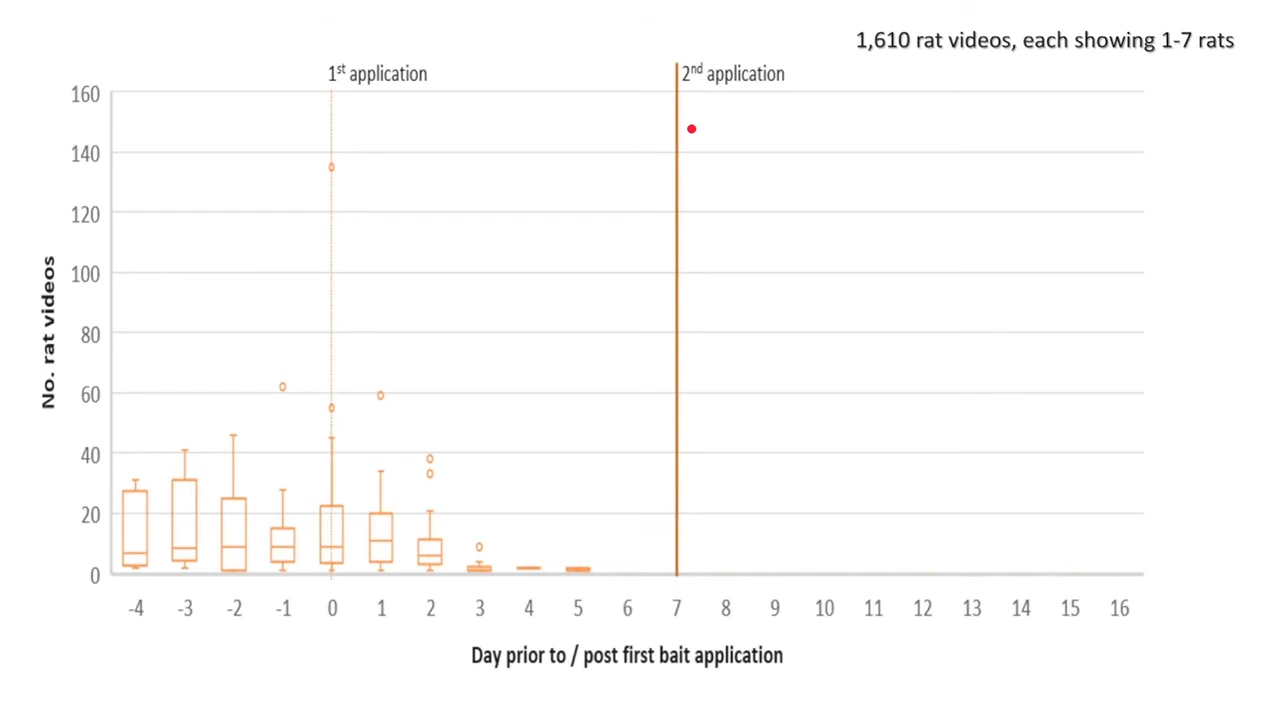 1,610 rat videos, each showing 1-7 rats
1st application
2nd application
160
140
120
100
80
60
40
20
0
No. rat videos
-4 -3 -2 -1 0 1 2 3 4 5 6 7 8 9 10 11 12 13 14 15 16
Day prior to / post first bait application